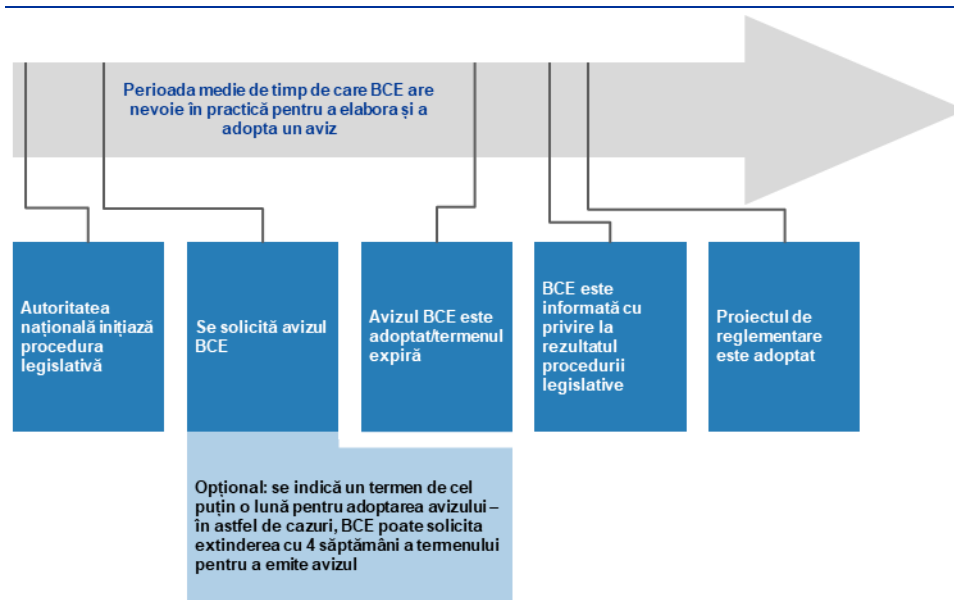 Perioada medie de timp de care BCE are
nevoie în practică pentru a elabora și a
adopta un aviz
Autoritatea
națională inițiază
procedura
legislativă
Se solicită avizul
BCE
Avizul BCE este
adoptat/termenul
expiră
BCE este
informată cu
privire la
rezultatul
procedurii
legislative
Proiectul de
reglementare
este adoptat
Opțional: se indică un termen de cel
puțin o lună pentru adoptarea avizului –
în astfel de cazuri, BCE poate solicita
extinderea cu 4 săptămâni a termenului
pentru a emite avizul